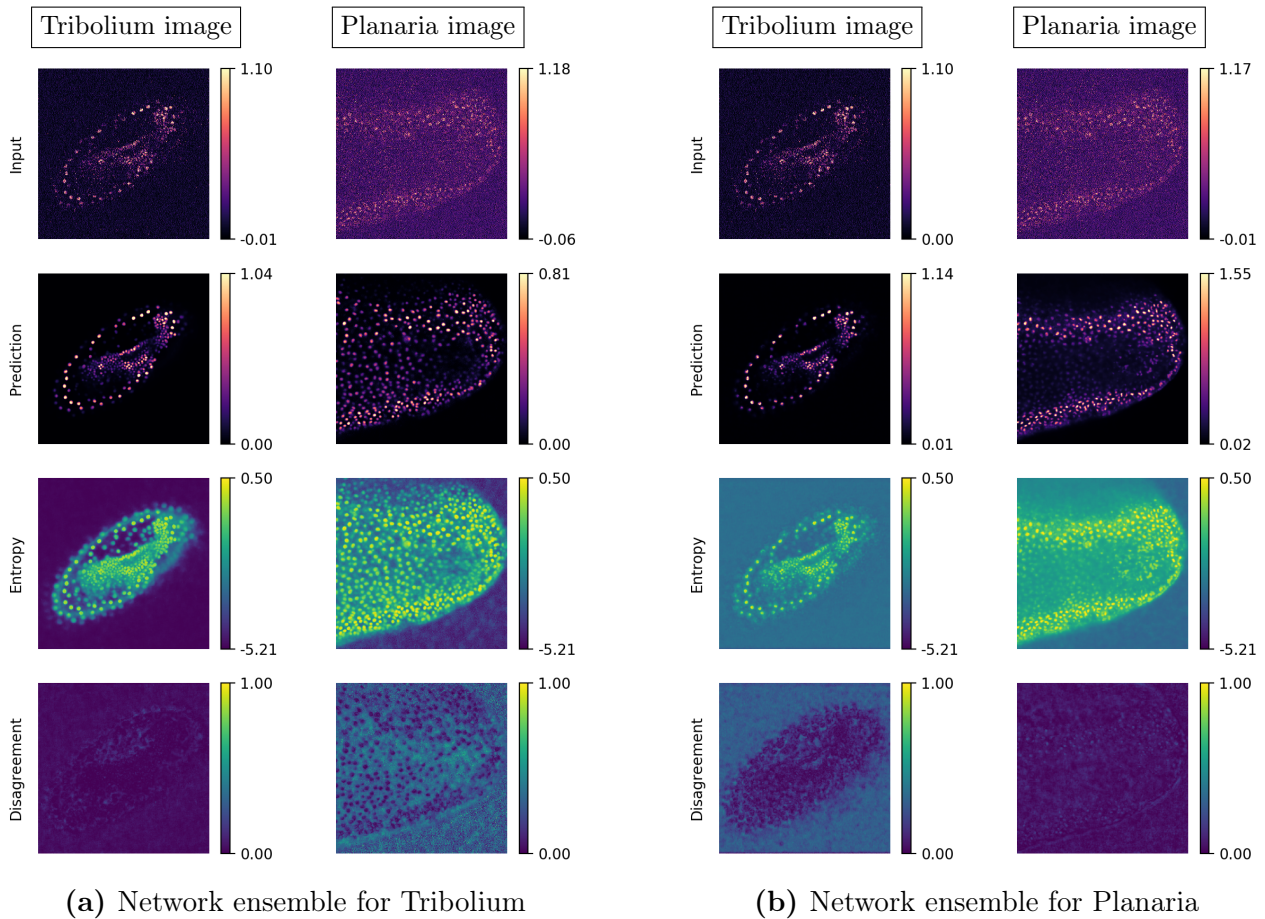 Tribolium image Planaria image Tribolium image Planaria image
Input 1.10 -0.01 1.18 -0.06 Input 1.10 0.00 1.17 -0.01
Prediction 1.04 0.00 0.81 0.00 Prediction 1.14 0.01 1.55 0.02
Entropy 0.50 -5.21 0.50 -5.21 Entropy 0.50 -5.21 0.50 -5.21
Disagreement 1.00 0.00 1.00 0.00 Disagreement 1.00 0.00 1.00 0.00
(a) Network ensemble for Tribolium (b) Network ensemble for Planaria